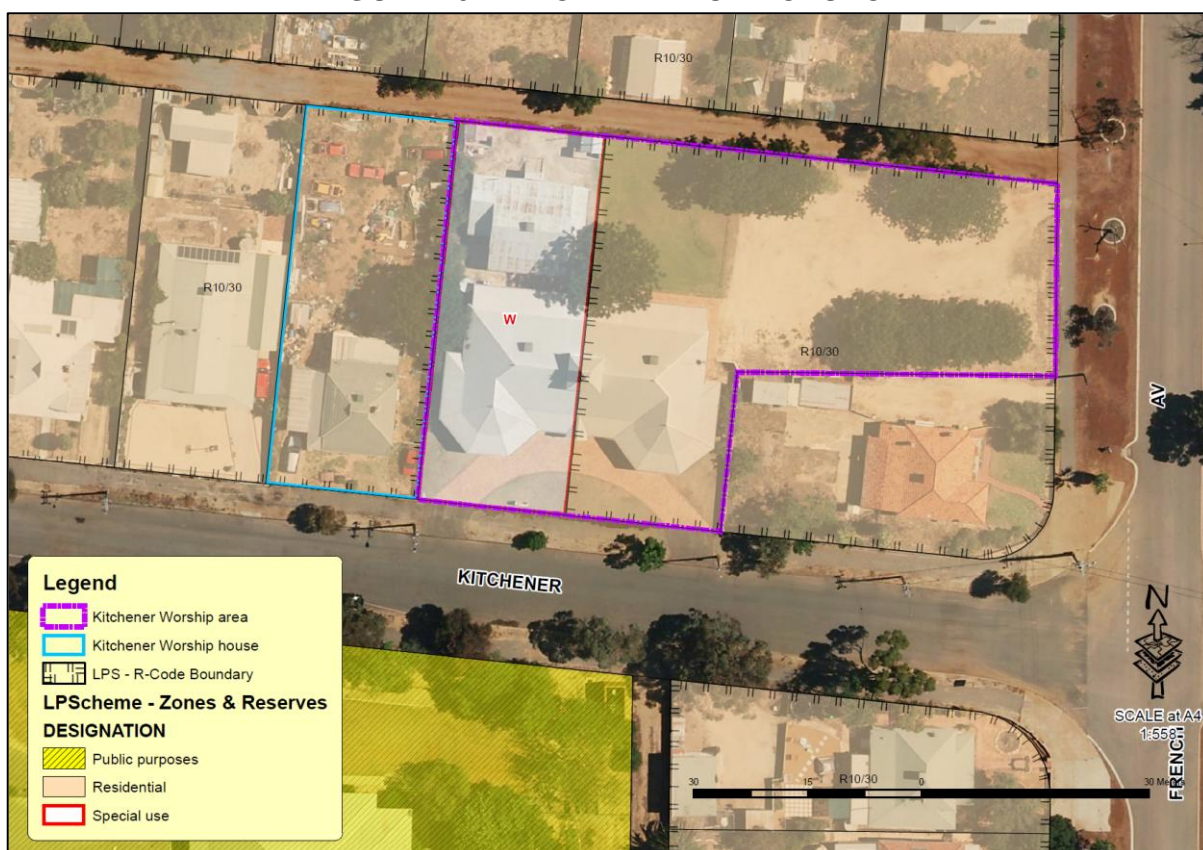 R10/30
R10/30
W
R10/30
AV
KITCHENER
Legend
Kitchener Worship area
Kitchener Worship house
LPS - R-Code Boundary
LPScheme - Zones & Reserves
DESIGNATION
Public purposes
Residential
Special use
N
SCALE at A4
1:558
FRENCH
R10/30
30 15 0 30 Meters